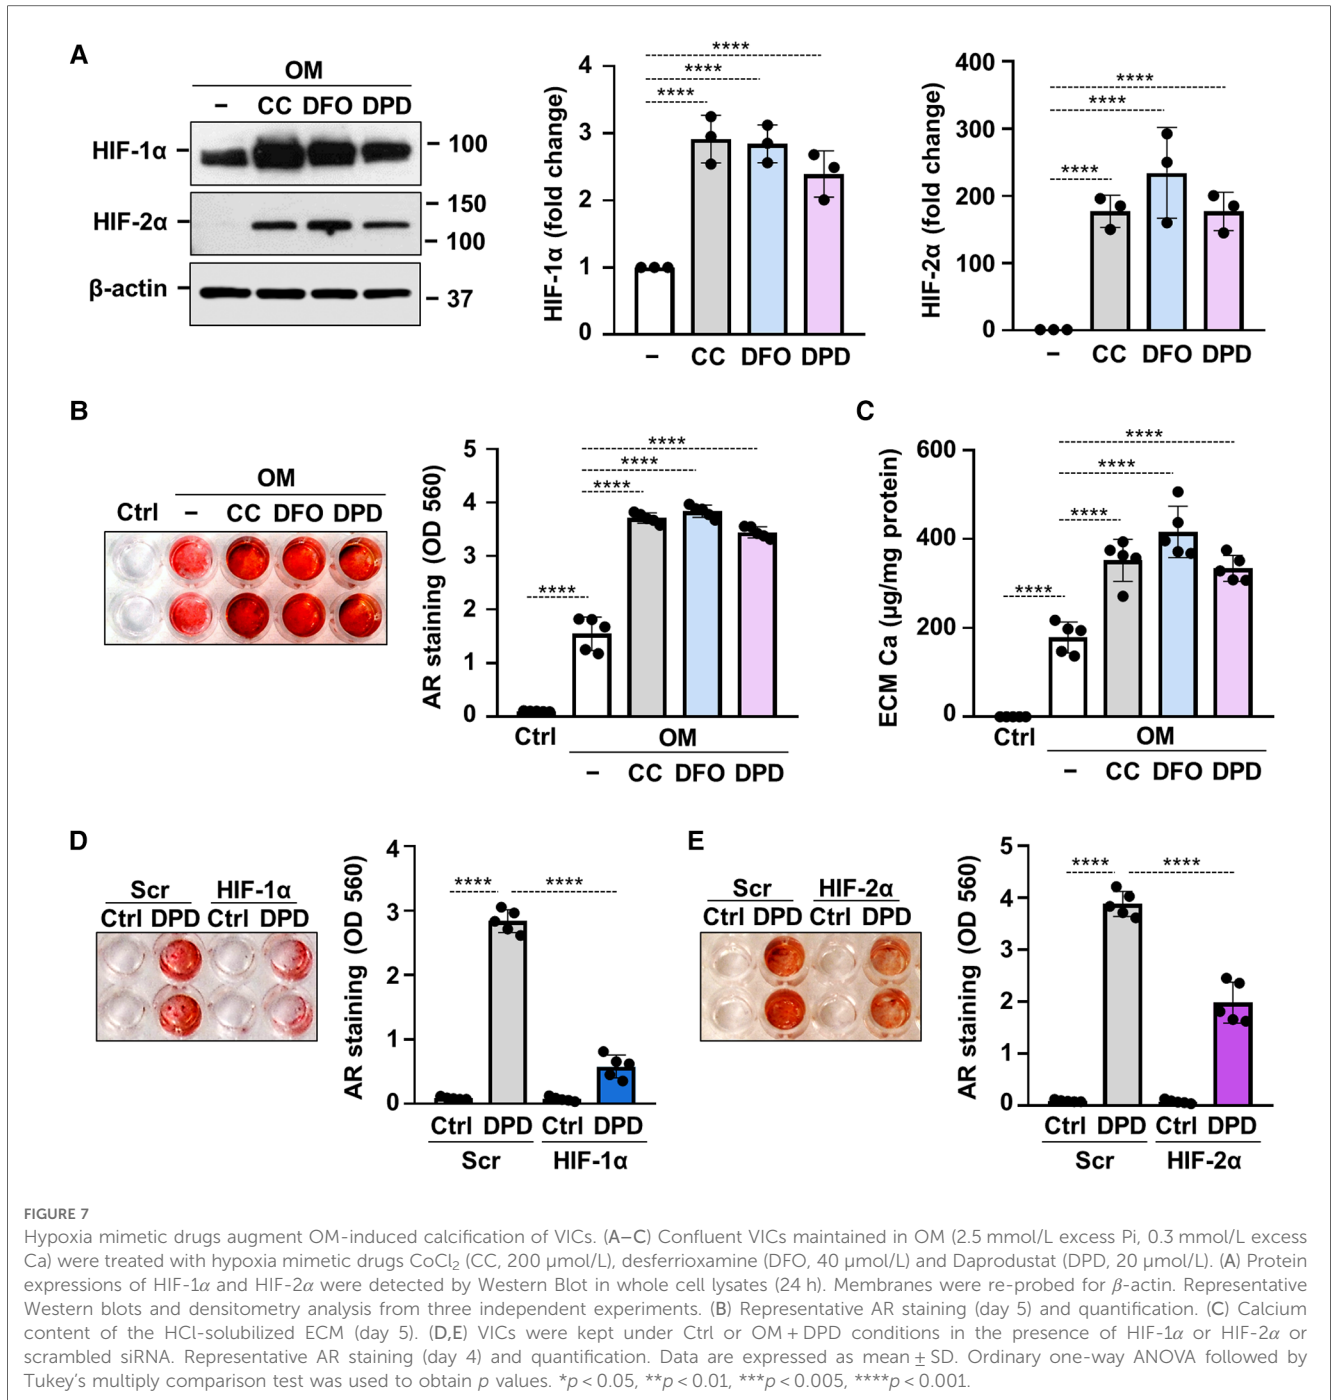 A
OM
– CC DFO DPD
HIF-1α
100
HIF-2α
150
100
β-actin
37
HIF-1α (fold change)
4
3
2
1
0
****
****
****
– CC DFO DPD
HIF-2α (fold change)
400
300
200
100
0
****
****
****
– CC DFO DPD
B
OM
Ctrl – CC DFO DPD
AR staining (OD 560)
5
4
3
2
1
0
****
****
****
****
Ctrl OM
– CC DFO DPD
C
ECM Ca (µg/mg protein)
600
400
200
0
****
****
****
****
Ctrl OM
– CC DFO DPD
D
Scr HIF-1α
Ctrl DPD Ctrl DPD
AR staining (OD 560)
4
3
2
1
0
**** ****
Ctrl DPD Ctrl DPD
Scr HIF-1α
E
Scr HIF-2α
Ctrl DPD Ctrl DPD
AR staining (OD 560)
5
4
3
2
1
0
**** ****
Ctrl DPD Ctrl DPD
Scr HIF-2α
FIGURE 7
Hypoxia mimetic drugs augment OM-induced calcification of VICs. (A–C) Confluent VICs maintained in OM (2.5 mmol/L excess Pi, 0.3 mmol/L excess
Ca) were treated with hypoxia mimetic drugs CoCl₂ (CC, 200 µmol/L), desferrioxamine (DFO, 40 µmol/L) and Daprodustat (DPD, 20 µmol/L). (A) Protein
expressions of HIF-1α and HIF-2α were detected by Western Blot in whole cell lysates (24 h). Membranes were re-probed for β-actin. Representative
Western blots and densitometry analysis from three independent experiments. (B) Representative AR staining (day 5) and quantification. (C) Calcium
content of the HCl-solubilized ECM (day 5). (D,E) VICs were kept under Ctrl or OM + DPD conditions in the presence of HIF-1α or HIF-2α or
scrambled siRNA. Representative AR staining (day 4) and quantification. Data are expressed as mean ± SD. Ordinary one-way ANOVA followed by
Tukey's multiply comparison test was used to obtain p values. *p < 0.05, **p < 0.01, ***p < 0.005, ****p < 0.001.